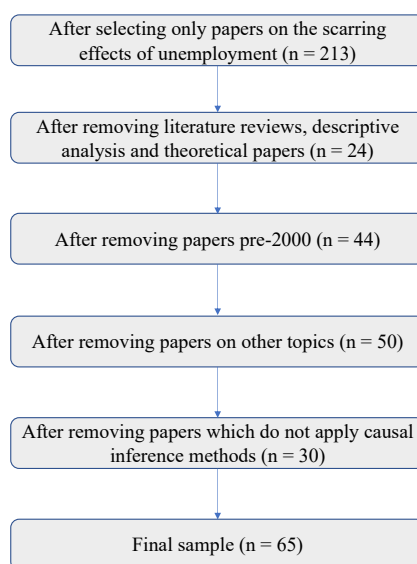 After selecting only papers on the scarring
effects of unemployment (n = 213)
After removing literature reviews, descriptive
analysis and theoretical papers (n = 24)
After removing papers pre-2000 (n = 44)
After removing papers on other topics (n = 50)
After removing papers which do not apply causal
inference methods (n = 30)
Final sample (n = 65)